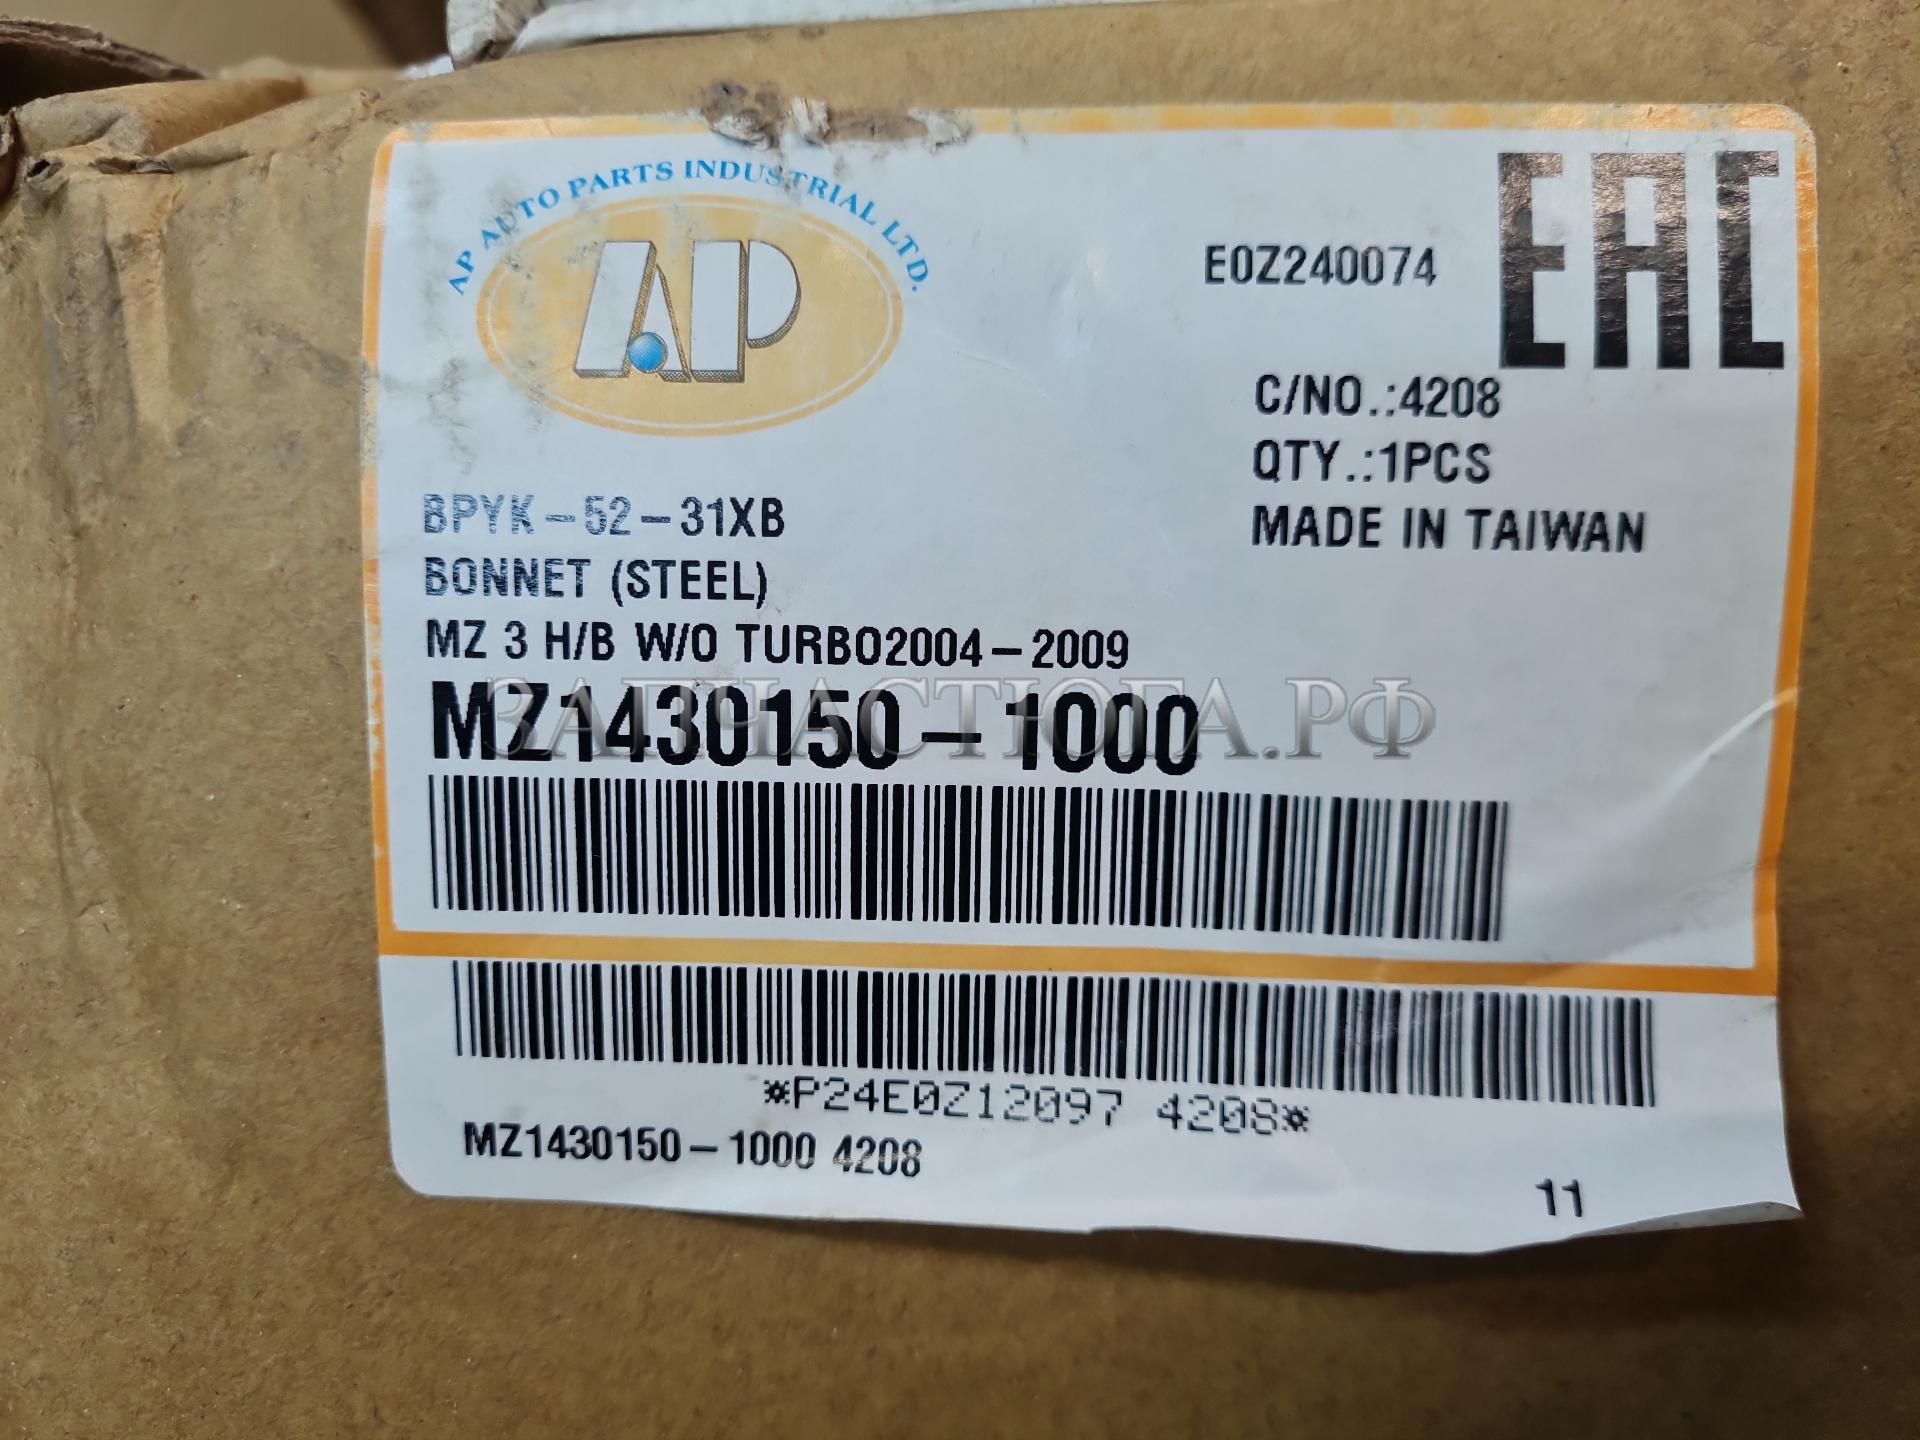 AP AUTO PARTS INDUSTRIAL LTD.
AP
EAC
E0Z240074
C/NO.:4208
QTY.:1PCS
MADE IN TAIWAN
BPYK-52-31XB
BONNET (STEEL)
MZ 3 H/B W/O TURBO2004-2009
MZ1430150-1000
ЗАПЧАСТЮГА.РФ
*P24E0Z12097 4208*
MZ1430150-1000 4208
11